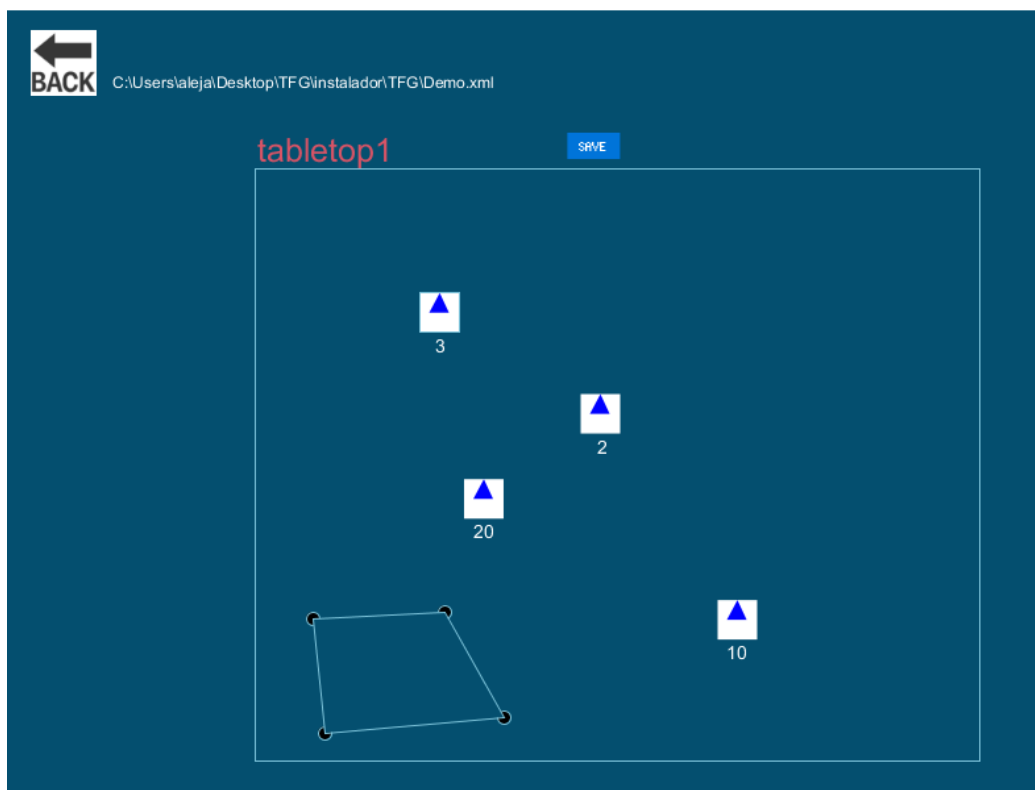 BACK
C:\Users\aleja\Desktop\TFG\instalador\TFG\Demo.xml
tabletop1
SAVE
3
2
20
10